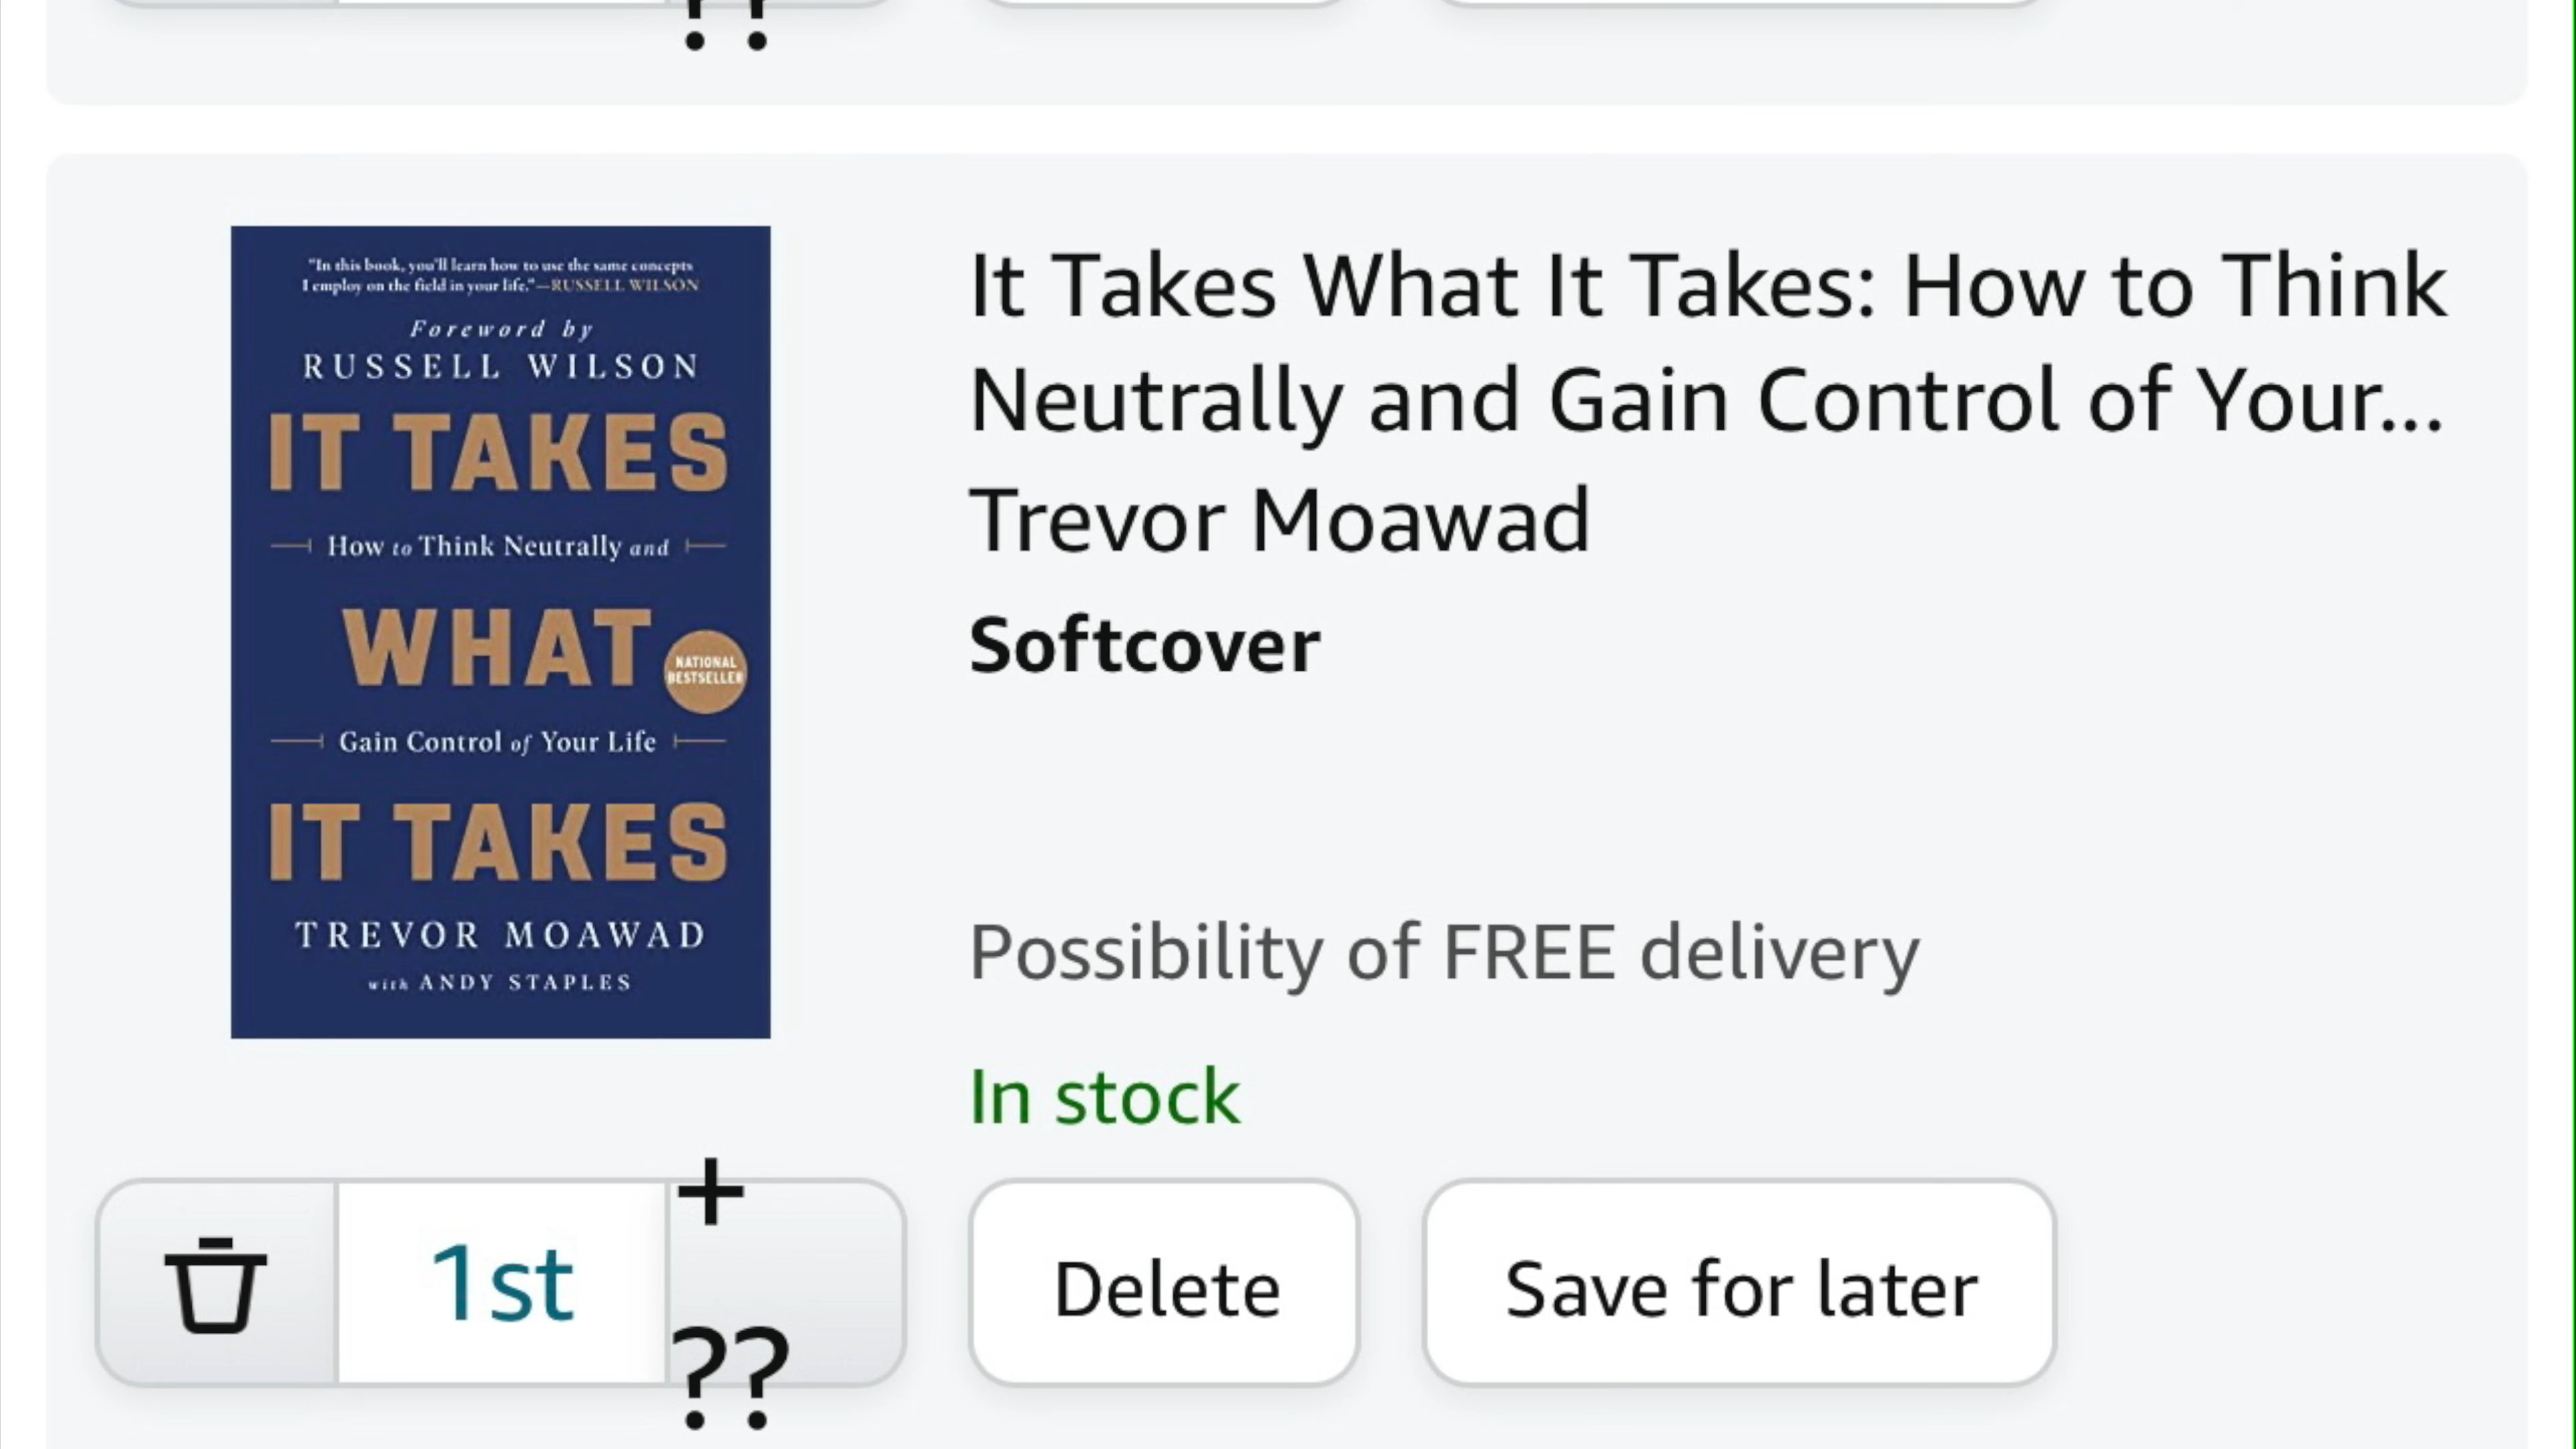 ??
"In this book, you'll learn how to use the same concepts
I employ on the field in your life."—RUSSELL WILSON
Foreword by
RUSSELL WILSON
IT TAKES
How to Think Neutrally and
WHAT
NATIONAL
BESTSELLER
Gain Control of Your Life
IT TAKES
TREVOR MOAWAD
with ANDY STAPLES
It Takes What It Takes: How to Think
Neutrally and Gain Control of Your...
Trevor Moawad
Softcover
Possibility of FREE delivery
In stock
1st
+
??
Delete
Save for later